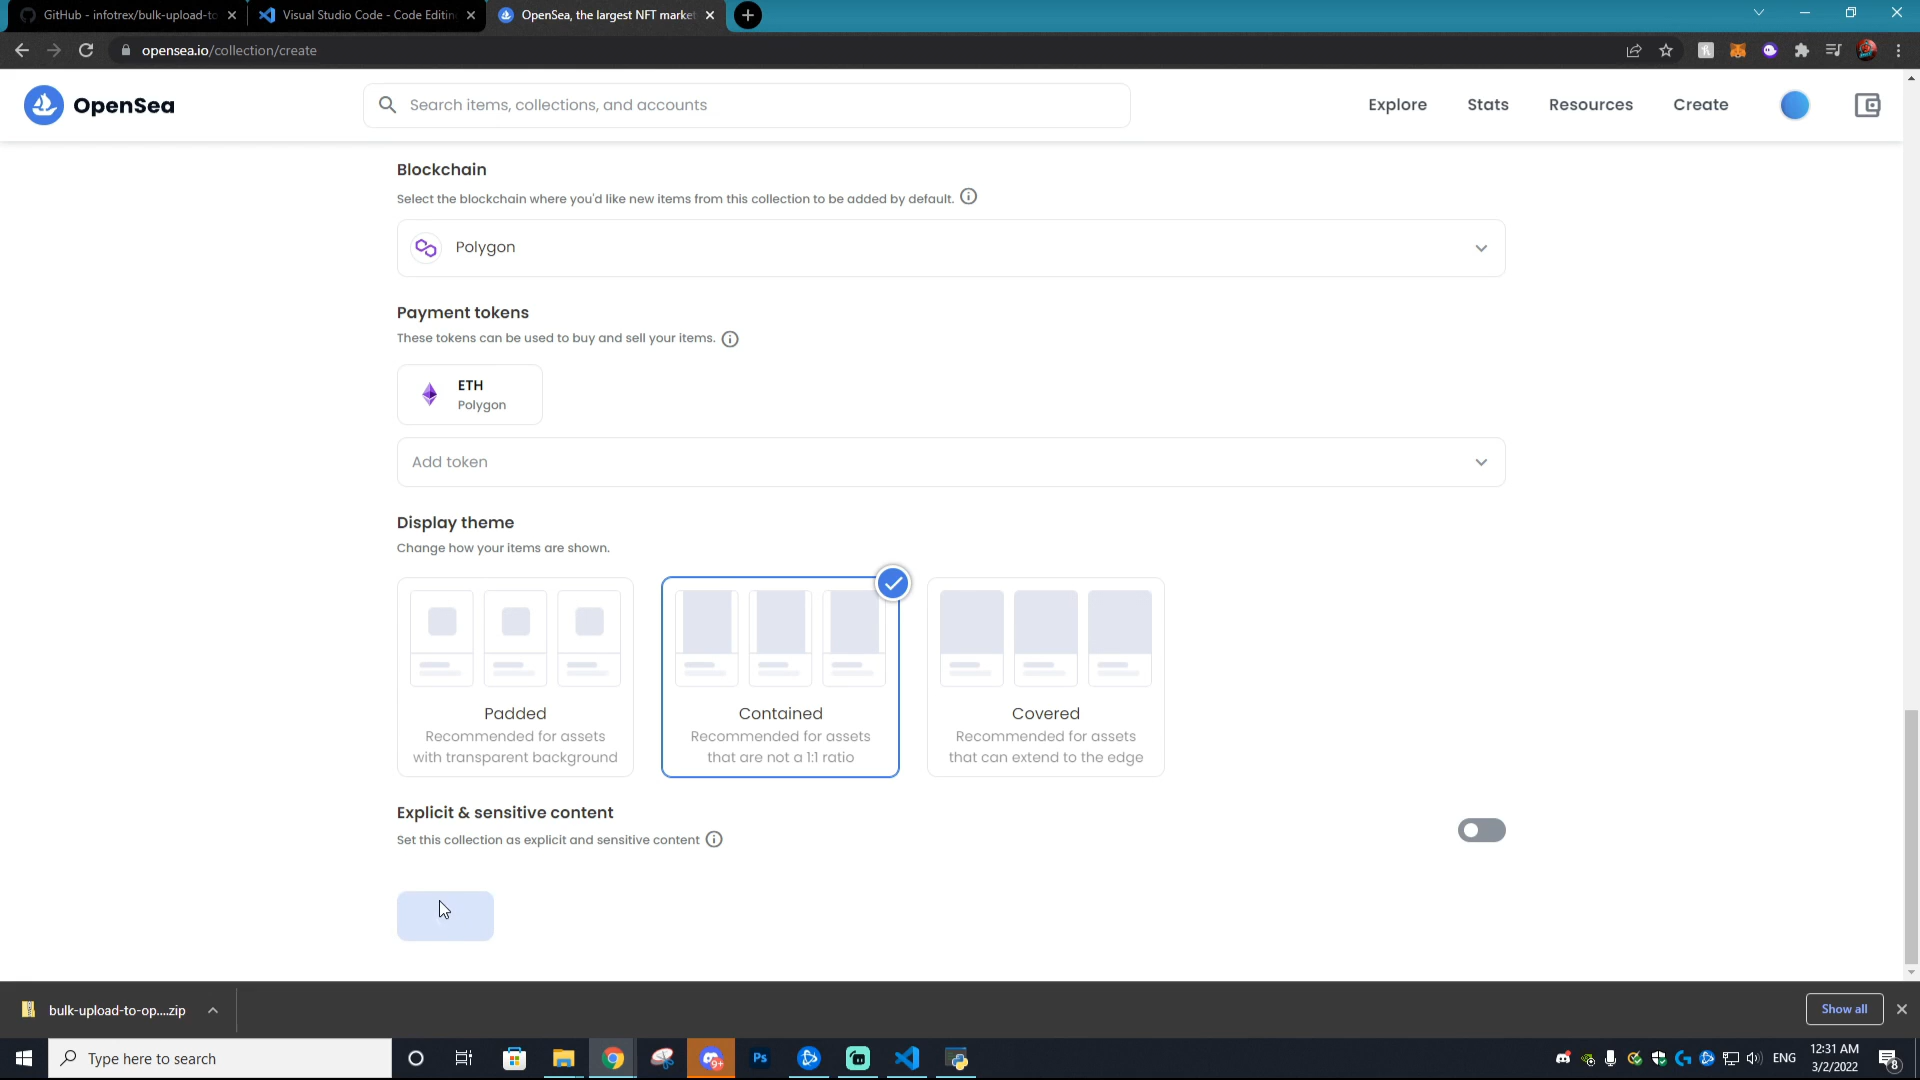 GitHub - infotrex/bulk-upload-to
Visual Studio Code - Code Editin
OpenSea, the largest NFT market
opensea.io/collection/create
OpenSea
Search items, collections, and accounts
Explore
Stats
Resources
Create
Blockchain
Select the blockchain where you'd like new items from this collection to be added by default.
Polygon
Payment tokens
These tokens can be used to buy and sell your items.
ETH
Polygon
Add token
Display theme
Change how your items are shown.
Padded
Recommended for assets
with transparent background
Contained
Recommended for assets
that are not a 1:1 ratio
Covered
Recommended for assets
that can extend to the edge
Explicit & sensitive content
Set this collection as explicit and sensitive content
bulk-upload-to-op....zip
Show all
Type here to search
9+
Ps
ENG
12:31 AM
3/2/2022
8